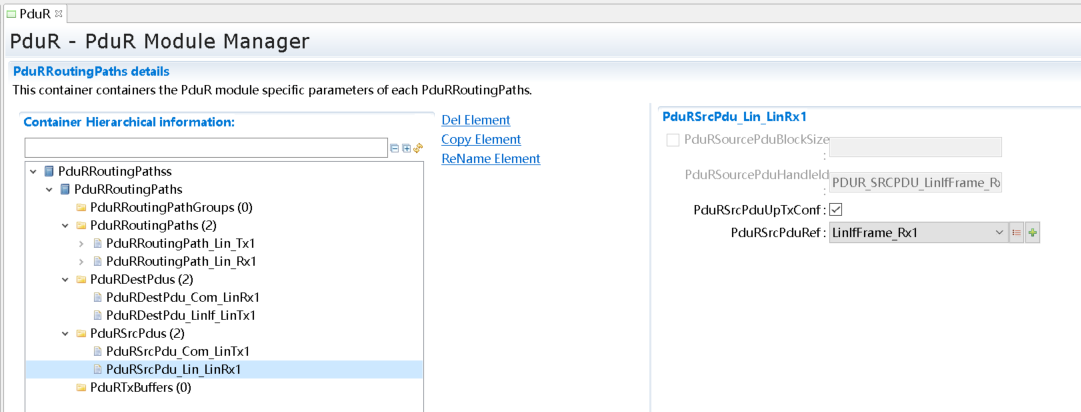 PduR
PduR - PduR Module Manager
PduRRoutingPaths details
This container containers the PduR module specific parameters of each PduRRoutingPaths.
Container Hierarchical information:
Del Element
Copy Element
ReName Element
PduRRoutingPathss
PduRRoutingPaths
PduRRoutingPathGroups (0)
PduRRoutingPaths (2)
PduRRoutingPath_Lin_Tx1
PduRRoutingPath_Lin_Rx1
PduRDestPdus (2)
PduRDestPdu_Com_LinRx1
PduRDestPdu_LinIf_LinTx1
PduRSrcPdus (2)
PduRSrcPdu_Com_LinTx1
PduRSrcPdu_Lin_LinRx1
PduRTxBuffers (0)
PduRSrcPdu_Lin_LinRx1
PduRSourcePduBlockSize :
PduRSourcePduHandleId : PDUR_SRCPDU_LinIfFrame_Rx
PduRSrcPduUpTxConf :
PduRSrcPduRef : LinIfFrame_Rx1